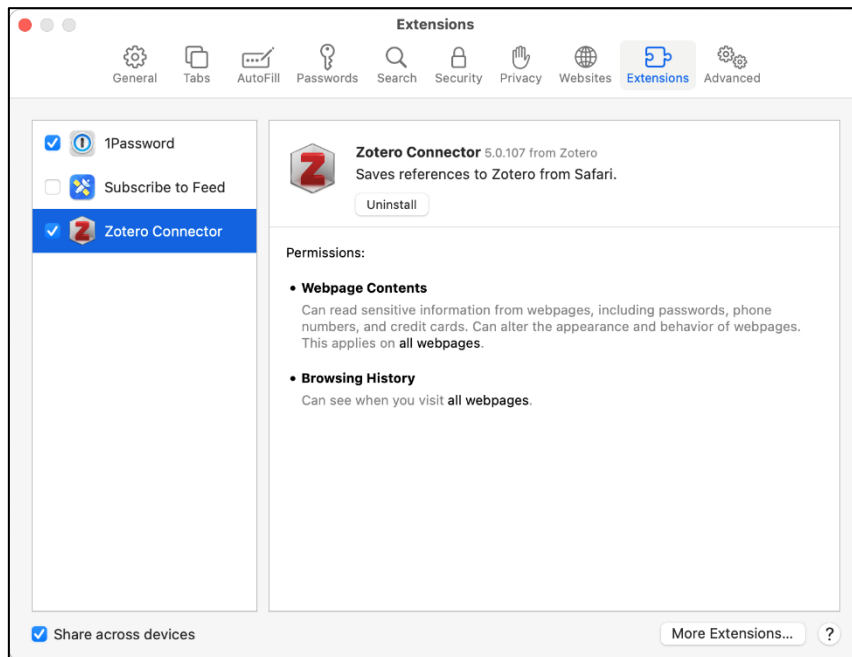 Extensions
General Tabs AutoFill Passwords Search Security Privacy Websites Extensions Advanced
1Password
Subscribe to Feed
Zotero Connector
Zotero Connector 5.0.107 from Zotero
Saves references to Zotero from Safari.
Uninstall
Permissions:
• Webpage Contents
Can read sensitive information from webpages, including passwords, phone
numbers, and credit cards. Can alter the appearance and behavior of webpages.
This applies on all webpages.
• Browsing History
Can see when you visit all webpages.
Share across devices
More Extensions... ?